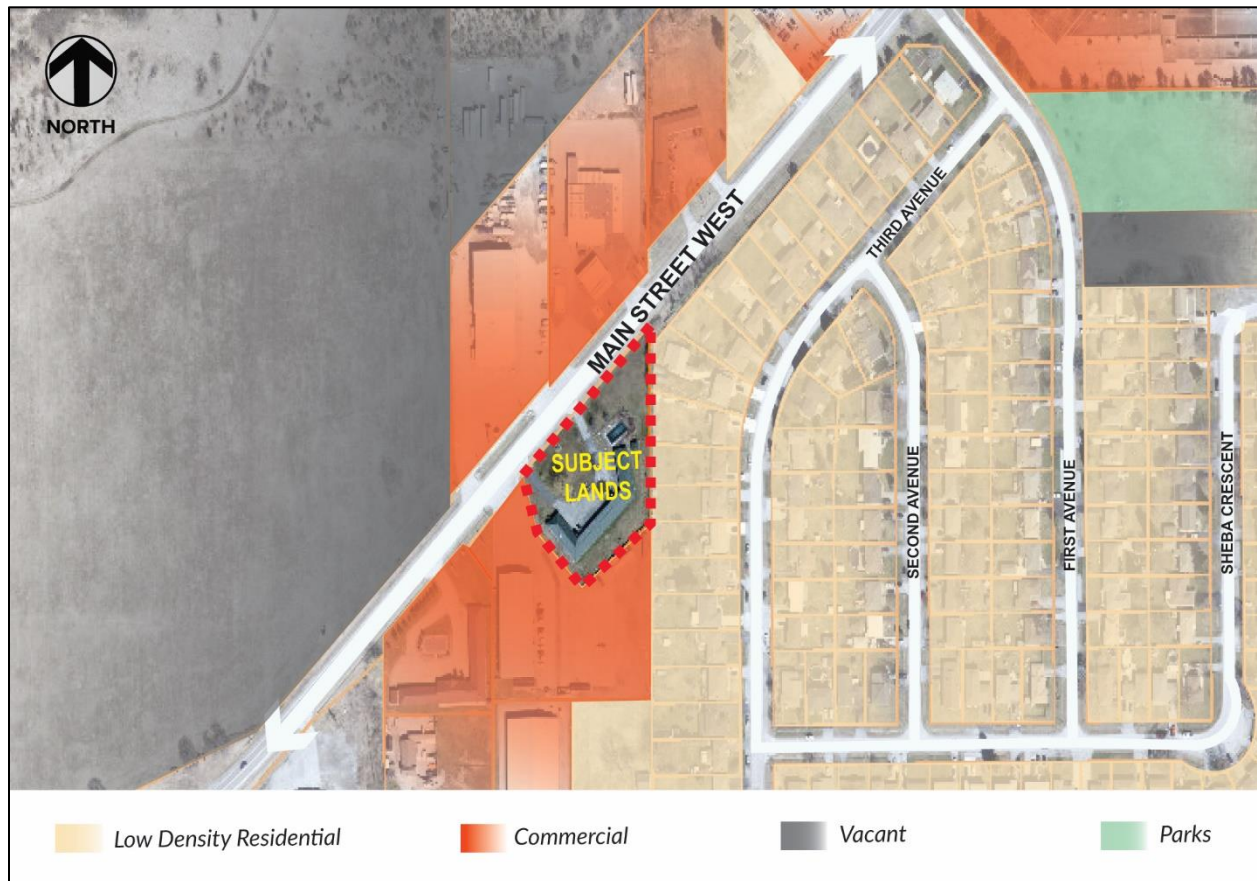 NORTH
MAIN STREET WEST
THIRD AVENUE
SUBJECT
LANDS
SECOND AVENUE
FIRST AVENUE
SHEBA CRESCENT
Low Density Residential
Commercial
Vacant
Parks